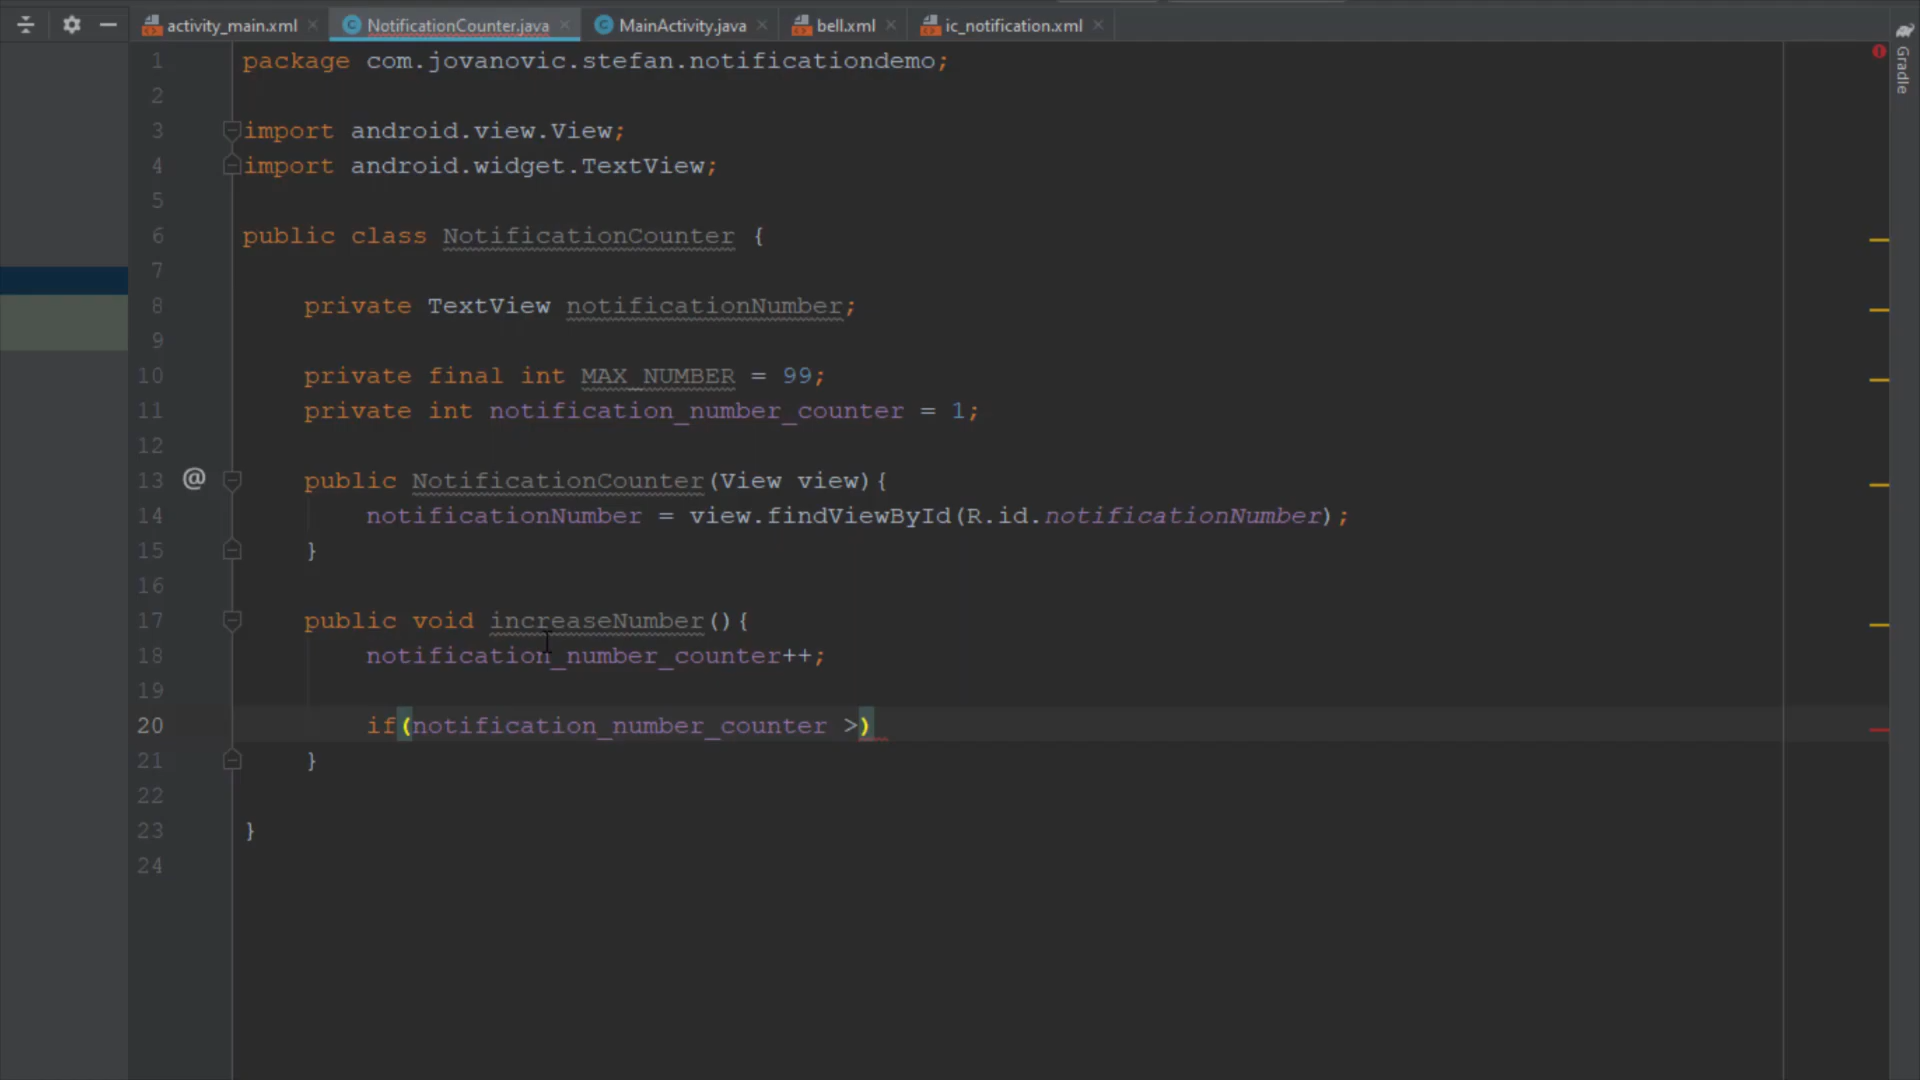 activity_main.xml NotificationCounter.java MainActivity.java bell.xml ic_notification.xml
Gradle
1 package com.jovanovic.stefan.notificationdemo;
2
3 import android.view.View;
4 import android.widget.TextView;
5
6 public class NotificationCounter {
7
8 private TextView notificationNumber;
9
10 private final int MAX_NUMBER = 99;
11 private int notification_number_counter = 1;
12
13 @ public NotificationCounter(View view){
14 notificationNumber = view.findViewById(R.id.notificationNumber);
15 }
16
17 public void increaseNumber(){
18 notification_number_counter++;
19
20 if(notification_number_counter >)
21 }
22
23 }
24